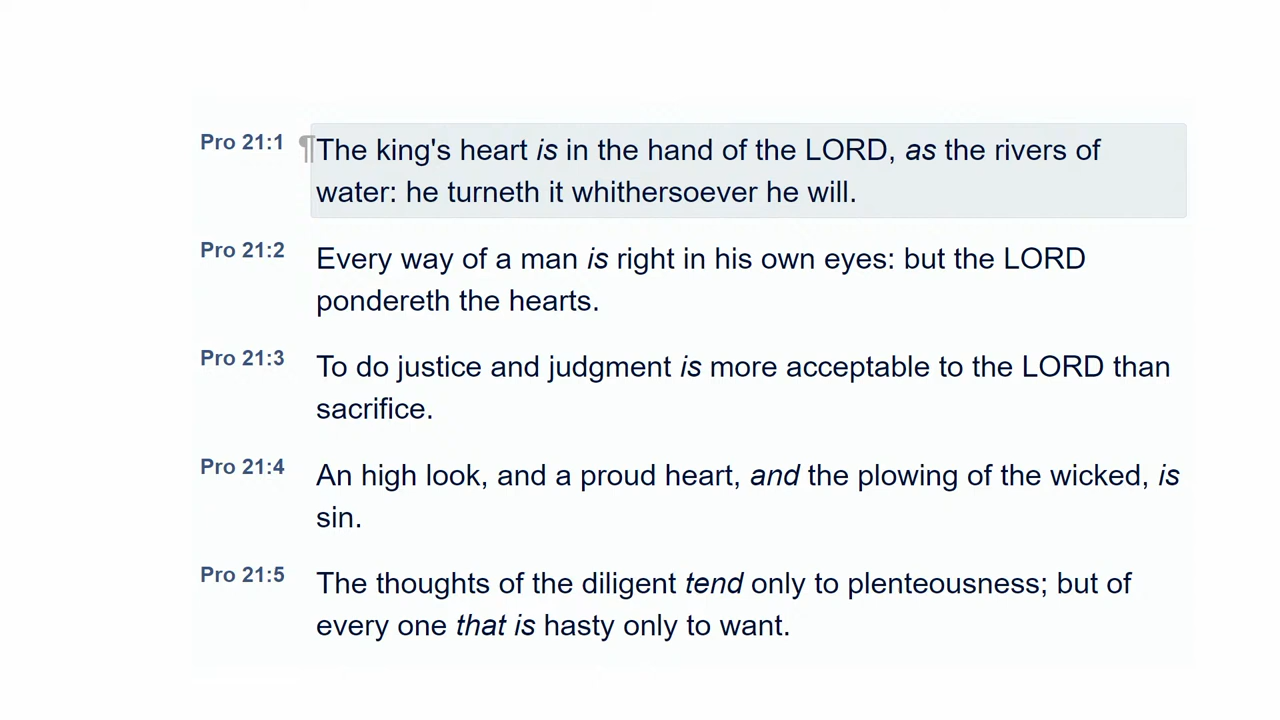 Pro 21:1 ¶The king's heart is in the hand of the LORD, as the rivers of
water: he turneth it whithersoever he will.
Pro 21:2 Every way of a man is right in his own eyes: but the LORD
pondereth the hearts.
Pro 21:3 To do justice and judgment is more acceptable to the LORD than
sacrifice.
Pro 21:4 An high look, and a proud heart, and the plowing of the wicked, is
sin.
Pro 21:5 The thoughts of the diligent tend only to plenteousness; but of
every one that is hasty only to want.